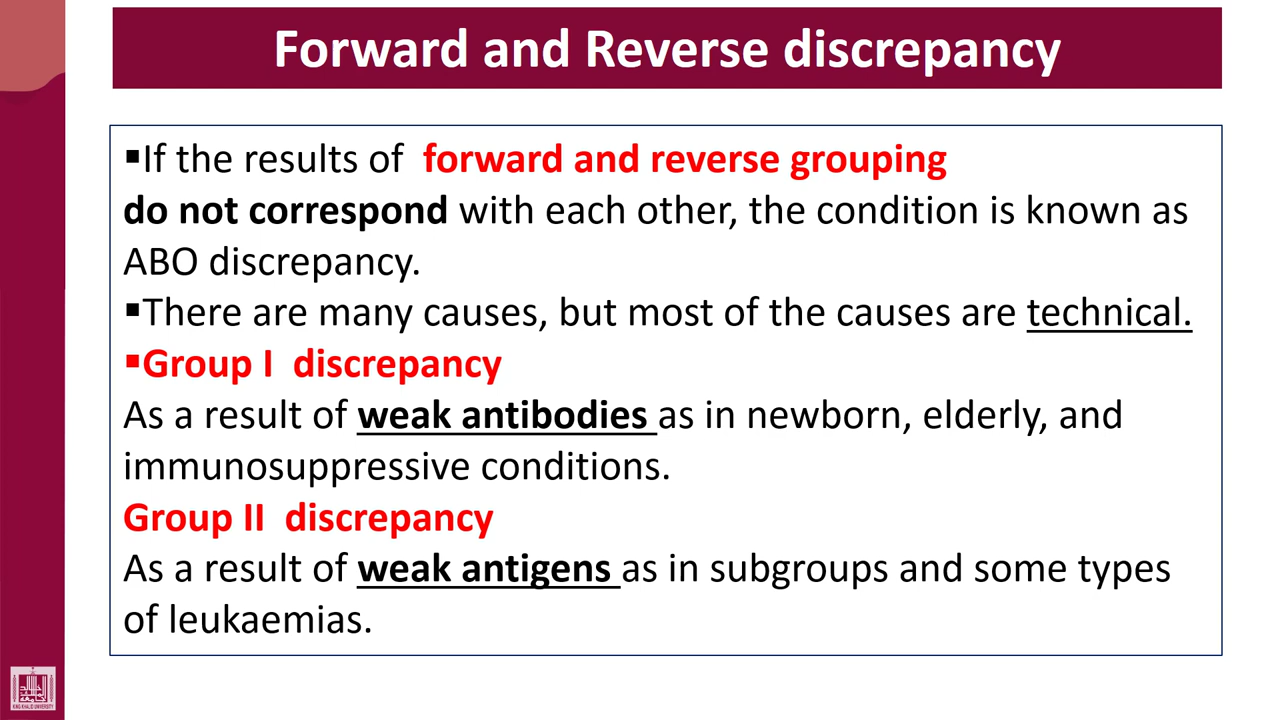 Forward and Reverse discrepancy
▪If the results of forward and reverse grouping
do not correspond with each other, the condition is known as
ABO discrepancy.
▪There are many causes, but most of the causes are technical.
▪Group I discrepancy
As a result of weak antibodies as in newborn, elderly, and
immunosuppressive conditions.
Group II discrepancy
As a result of weak antigens as in subgroups and some types
of leukaemias.
KING KHALID UNIVERSITY